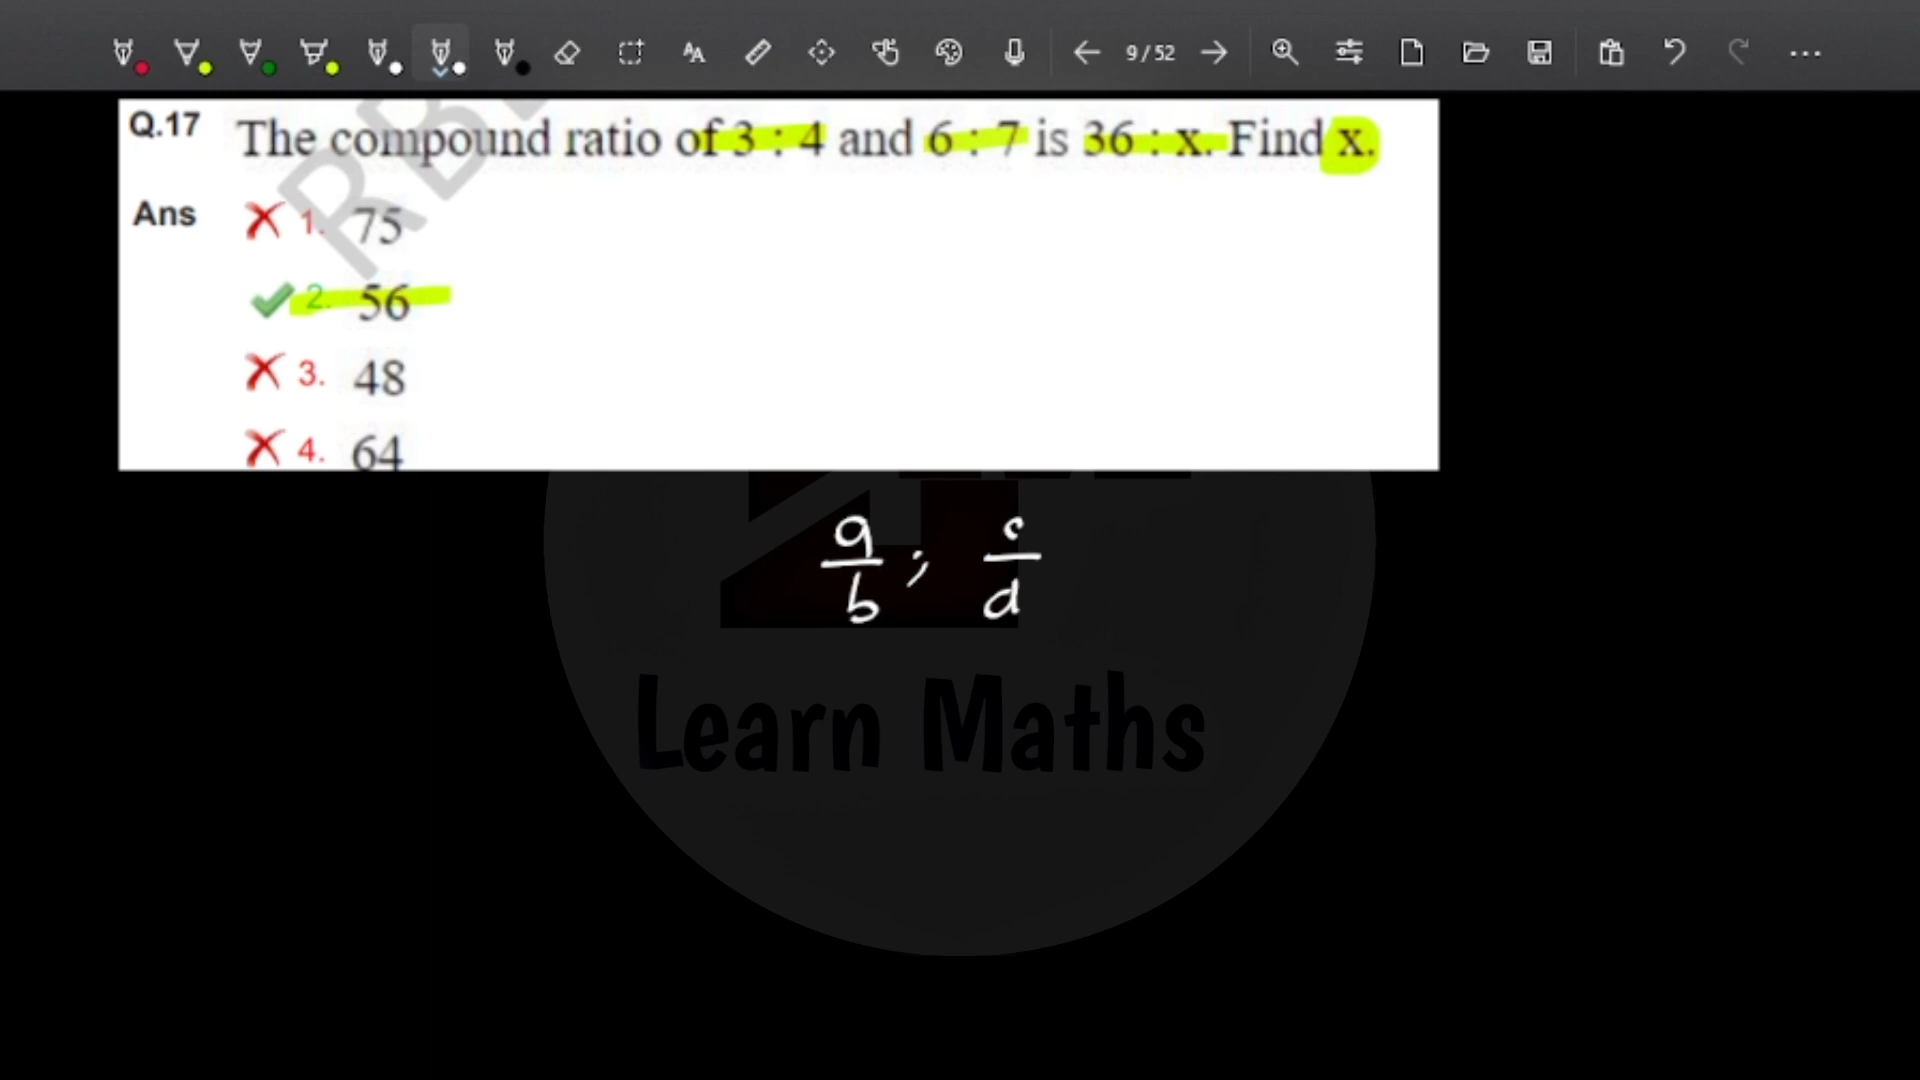 9 / 52
Q.17 The compound ratio of 3 : 4 and 6 : 7 is 36 : x. Find x.
Ans 1. 75
2. 56
3. 48
4. 64
a/b ; c/d
Learn Maths